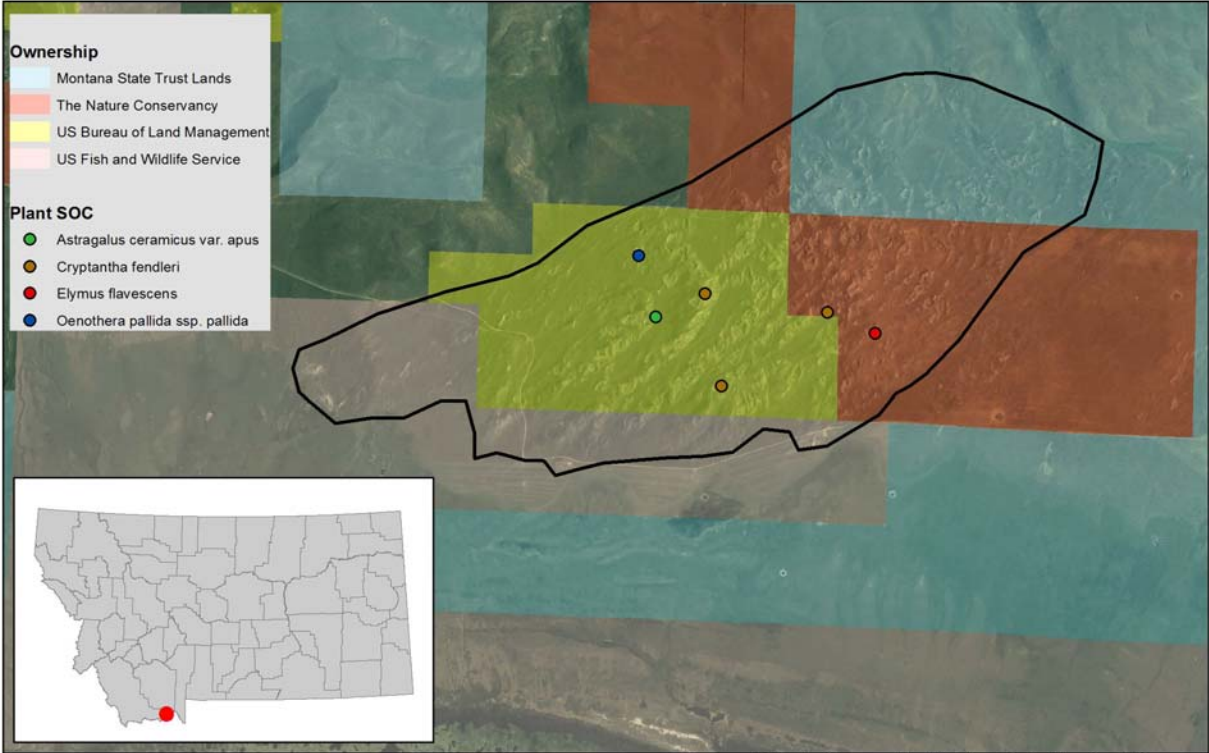 Ownership
Montana State Trust Lands
The Nature Conservancy
US Bureau of Land Management
US Fish and Wildlife Service
Plant SOC
Astragalus ceramicus var. apus
Cryptantha fendleri
Elymus flavescens
Oenothera pallida ssp. pallida